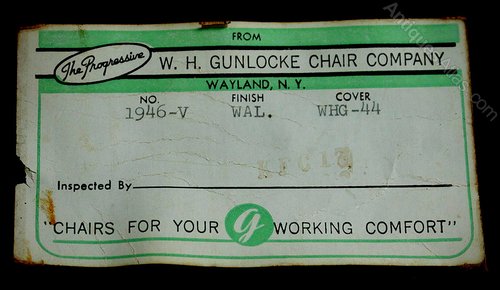 FROM
The Progressive W. H. GUNLOCKE CHAIR COMPANY
WAYLAND, N. Y.
NO. FINISH COVER
1946-V WAL. WHG-44
Inspected By
"CHAIRS FOR YOUR g WORKING COMFORT"